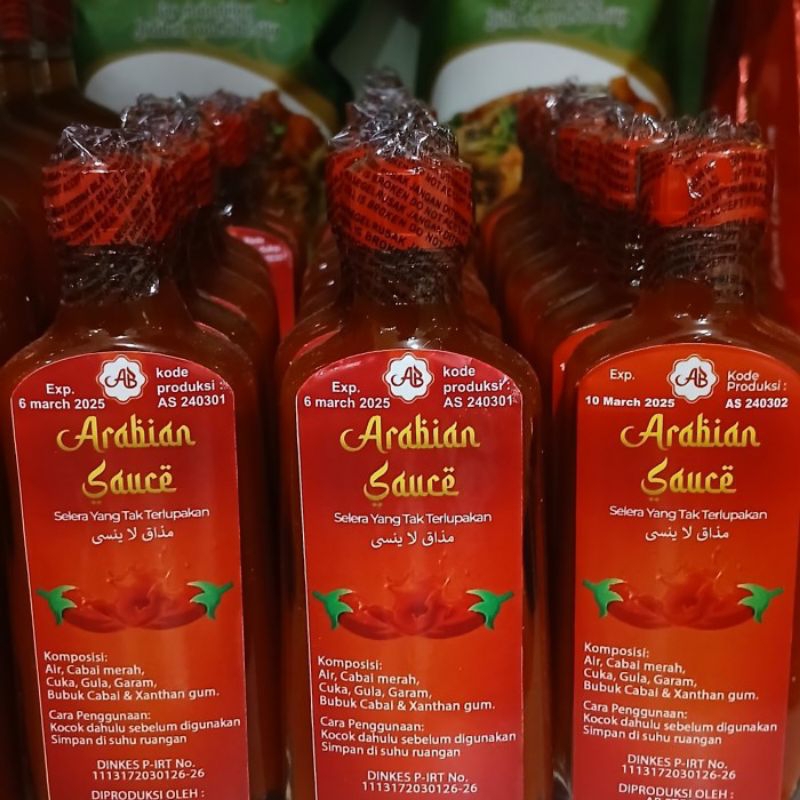 Exp.
6 march 2025
AB
kode
produksi :
AS 240301
Arabian
Saucë
Selera Yang Tak Terlupakan
مذاق لا ينسى
Komposisi:
Air, Cabai merah,
Cuka, Gula, Garam,
Bubuk Cabai & Xanthan gum.
Cara Penggunaan:
Kocok dahulu sebelum digunakan
Simpan di suhu ruangan
DINKES P-IRT No.
1113172030126-26
DIPRODUKSI OLEH :
Exp.
6 march 2025
AB
kode
produksi :
AS 240301
Arabian
Saucë
Selera Yang Tak Terlupakan
مذاق لا ينسى
Komposisi:
Air, Cabai merah,
Cuka, Gula, Garam,
Bubuk Cabai & Xanthan gum.
Cara Penggunaan:
Kocok dahulu sebelum digunakan
Simpan di suhu ruangan
DINKES P-IRT No.
1113172030126-26
DIPRODUKSI OLEH :
Exp.
10 March 2025
AB
Kode
Produksi :
AS 240302
Arabian
Saucë
Selera Yang Tak Terlupakan
مذاق لا ينسى
Komposisi:
Air, Cabai merah,
Cuka, Gula, Garam,
Bubuk Cabai & Xanthan gum.
Cara Penggunaan:
Kocok dahulu sebelum digunakan
Simpan di suhu ruangan
DINKES P-IRT No.
1113172030126-26
DIPRODUKSI OLEH :